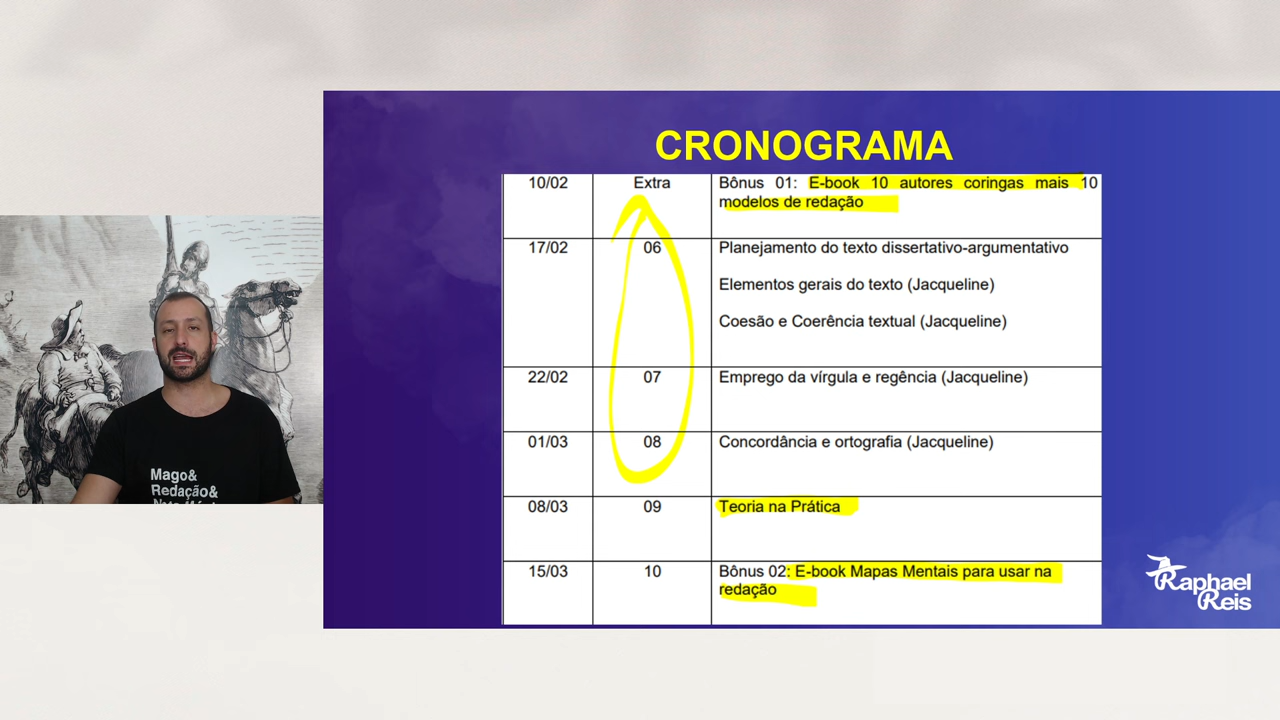 CRONOGRAMA
10/02 Extra Bônus 01: E-book 10 autores coringas mais 10
modelos de redação
17/02 06 Planejamento do texto dissertativo-argumentativo
Elementos gerais do texto (Jacqueline)
Coesão e Coerência textual (Jacqueline)
22/02 07 Emprego da vírgula e regência (Jacqueline)
01/03 08 Concordância e ortografia (Jacqueline)
08/03 09 Teoria na Prática
15/03 10 Bônus 02: E-book Mapas Mentais para usar na
redação
Mago&
Redação&
Raphael
Reis